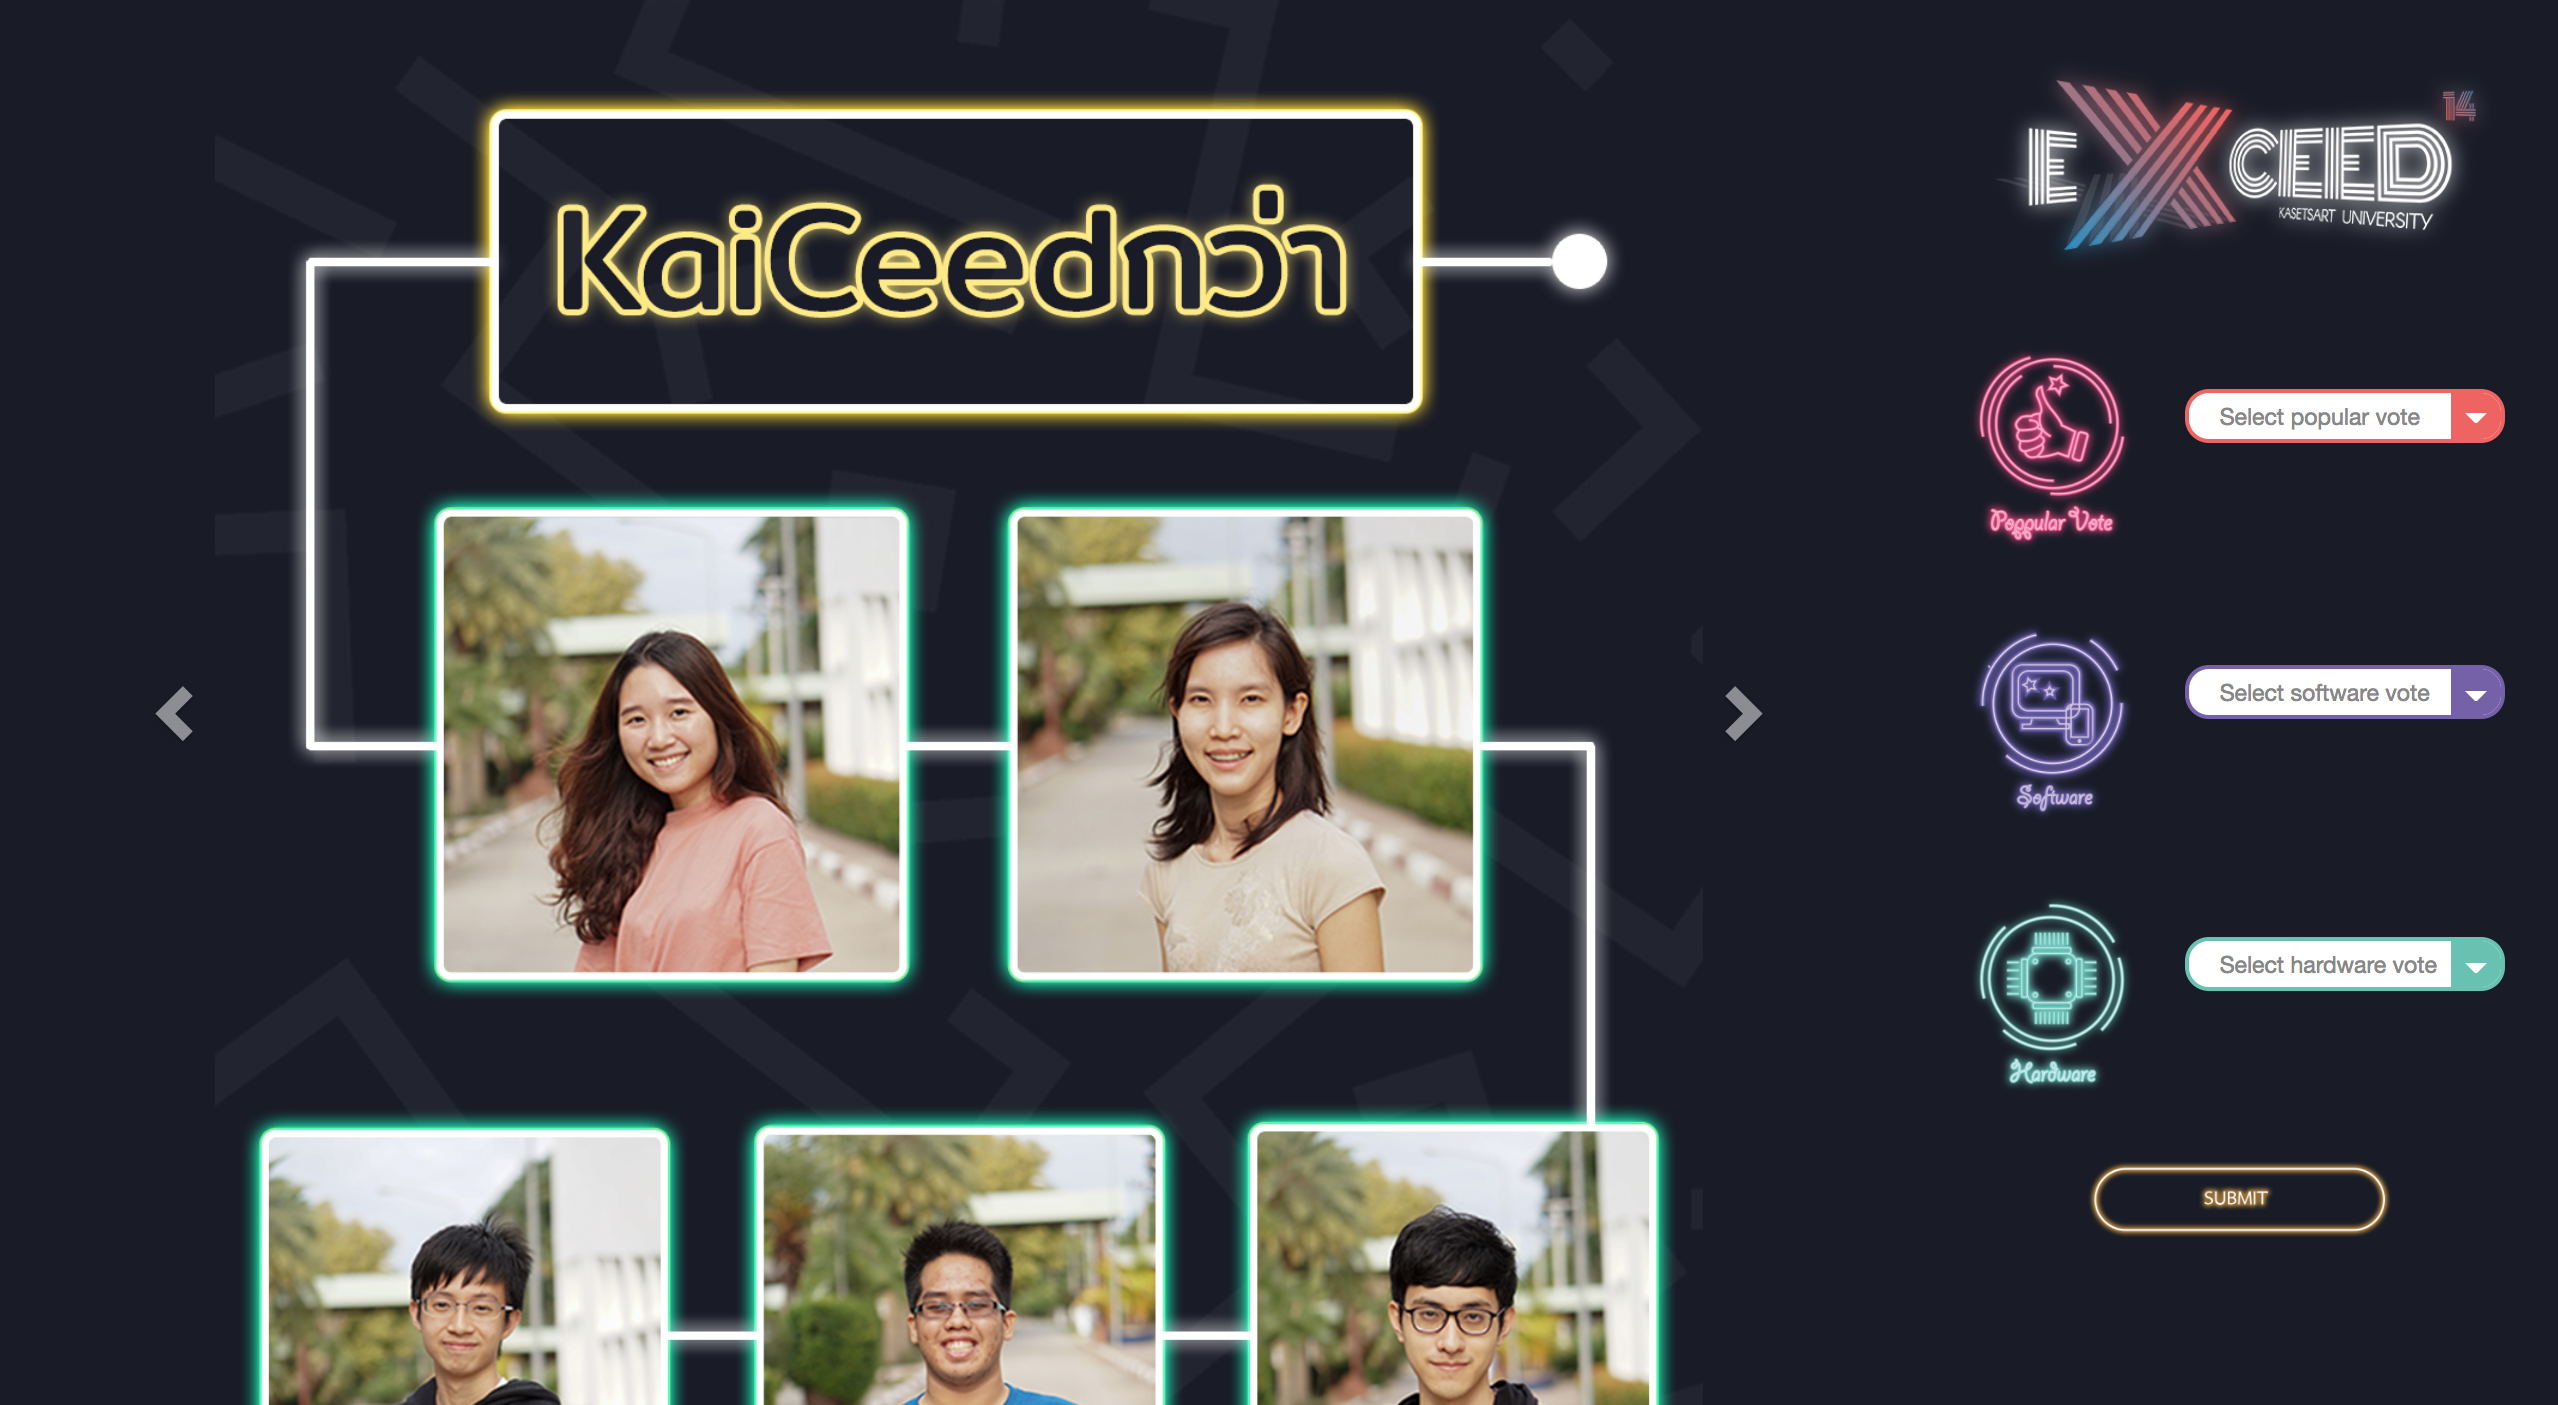 KaiCeedกว่า
EXCEED 14
KASETSART UNIVERSITY
Select popular vote
Poppular Vote
Select software vote
Software
Select hardware vote
Hardware
SUBMIT